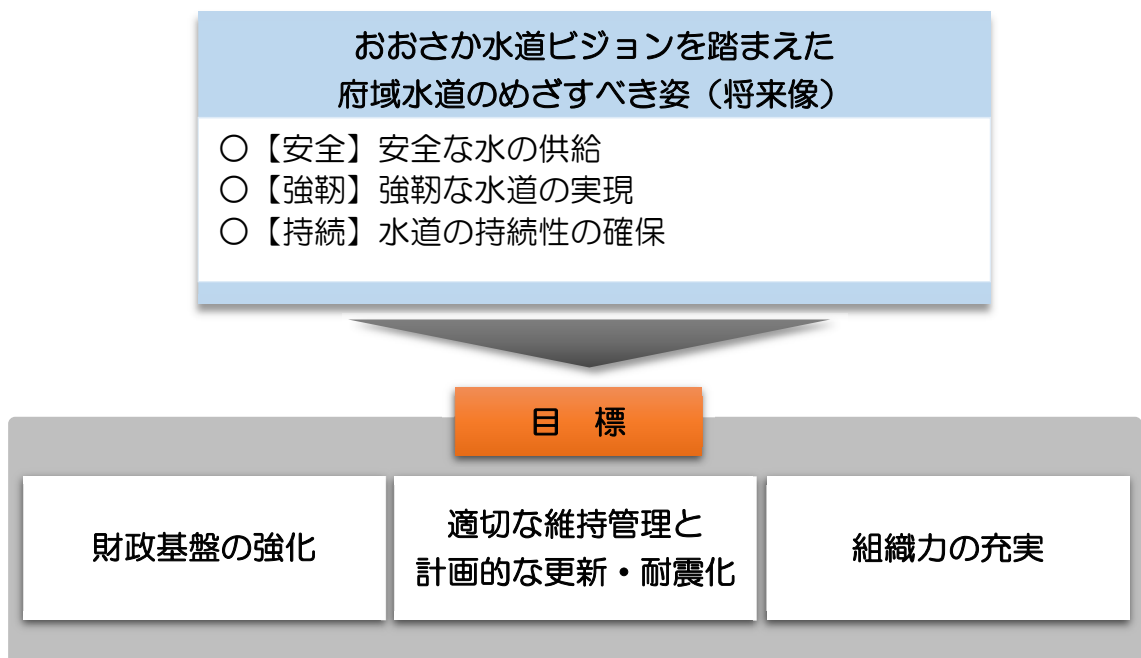 おおさか水道ビジョンを踏まえた
府域水道のめざすべき姿（将来像）
○【安全】安全な水の供給
○【強靭】強靭な水道の実現
○【持続】水道の持続性の確保
目　標
財政基盤の強化
適切な維持管理と
計画的な更新・耐震化
組織力の充実